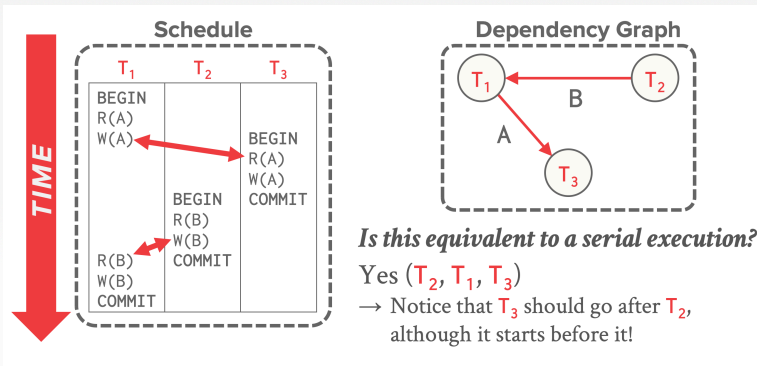 Schedule
Dependency Graph
TIME
T1 T2 T3
BEGIN
R(A)
W(A)
BEGIN
R(A)
W(A)
COMMIT
BEGIN
R(B)
W(B)
COMMIT
R(B)
W(B)
COMMIT
T1
T2
B
A
T3
Is this equivalent to a serial execution?
Yes (T2, T1, T3)
→ Notice that T3 should go after T2,
although it starts before it!